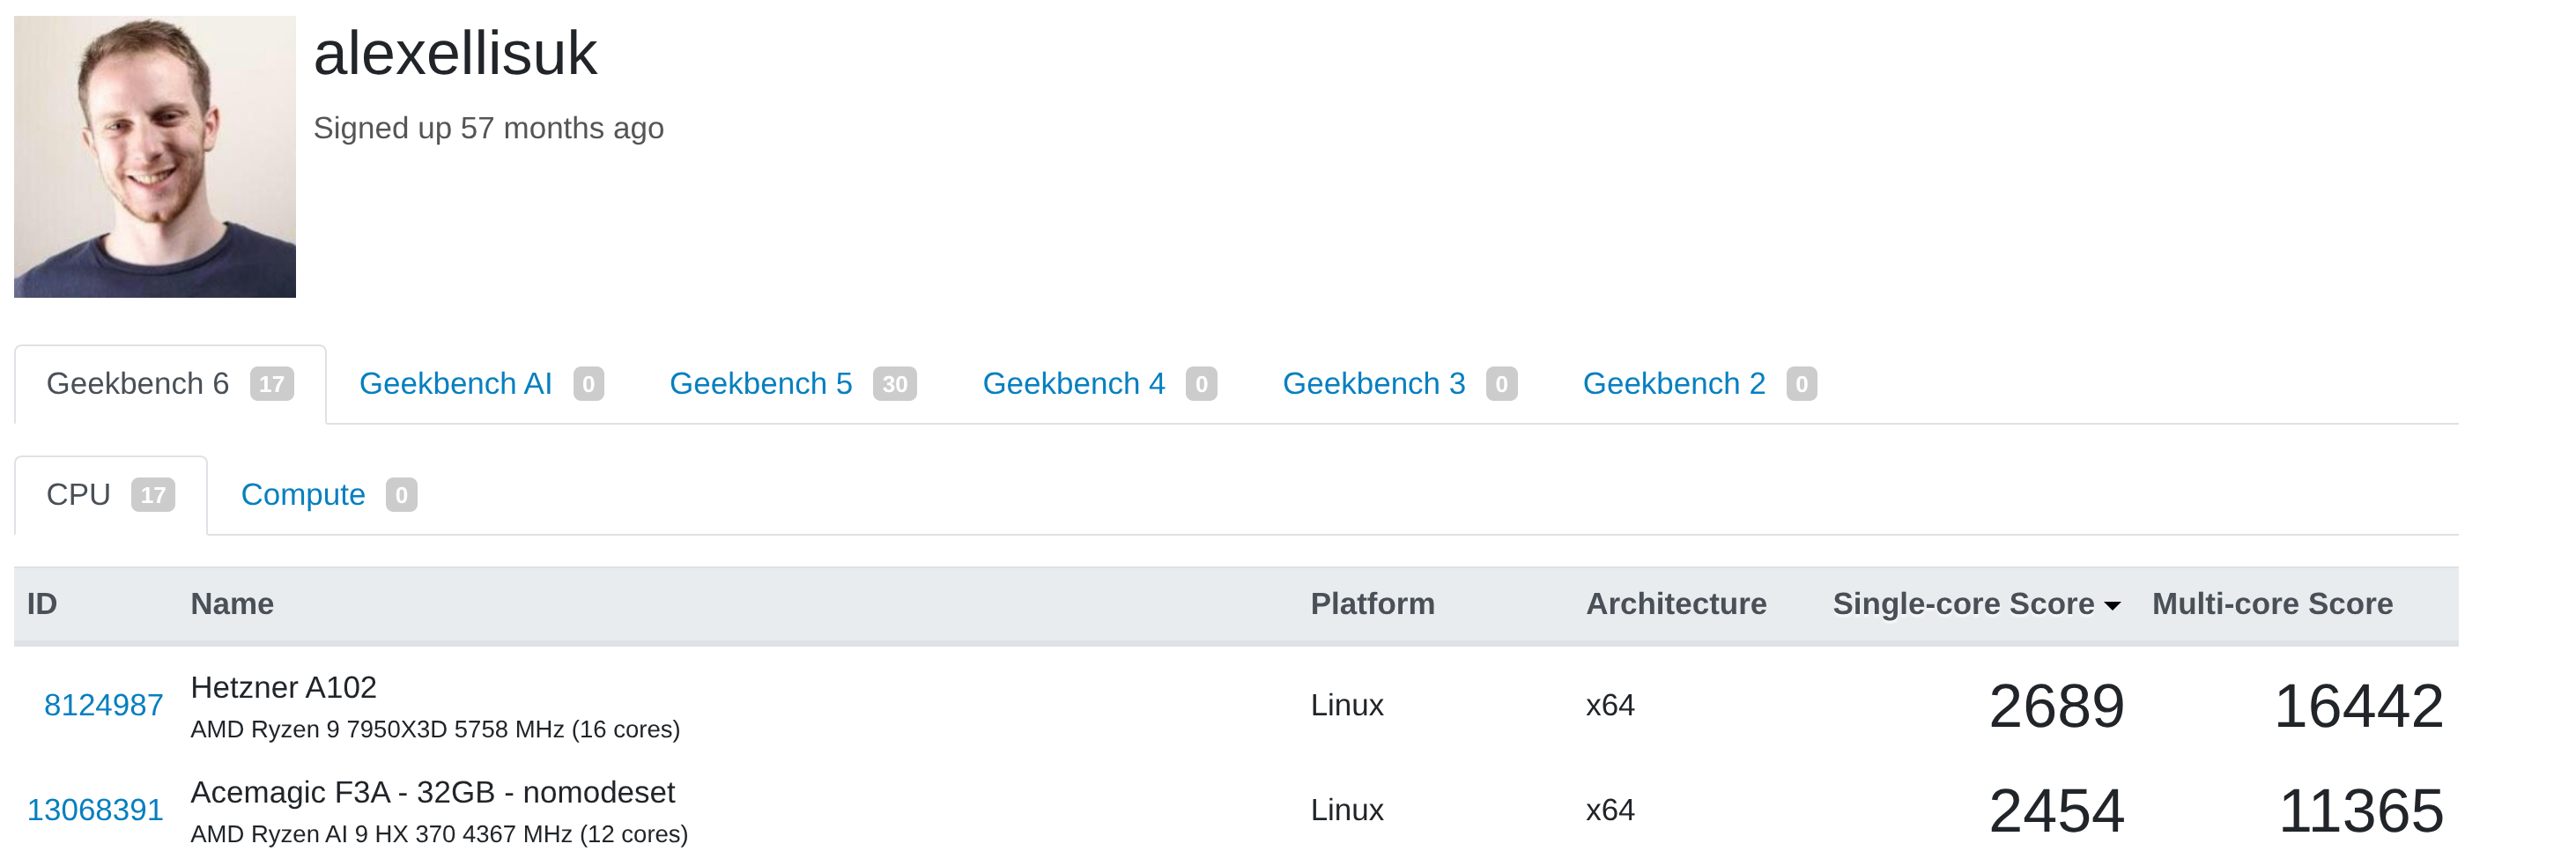 alexellisuk
Signed up 57 months ago
Geekbench 6 17 Geekbench AI 0 Geekbench 5 30 Geekbench 4 0 Geekbench 3 0 Geekbench 2 0
CPU 17 Compute 0
ID Name Platform Architecture Single-core Score Multi-core Score
8124987 Hetzner A102 Linux x64 2689 16442
AMD Ryzen 9 7950X3D 5758 MHz (16 cores)
13068391 Acemagic F3A - 32GB - nomodeset Linux x64 2454 11365
AMD Ryzen AI 9 HX 370 4367 MHz (12 cores)